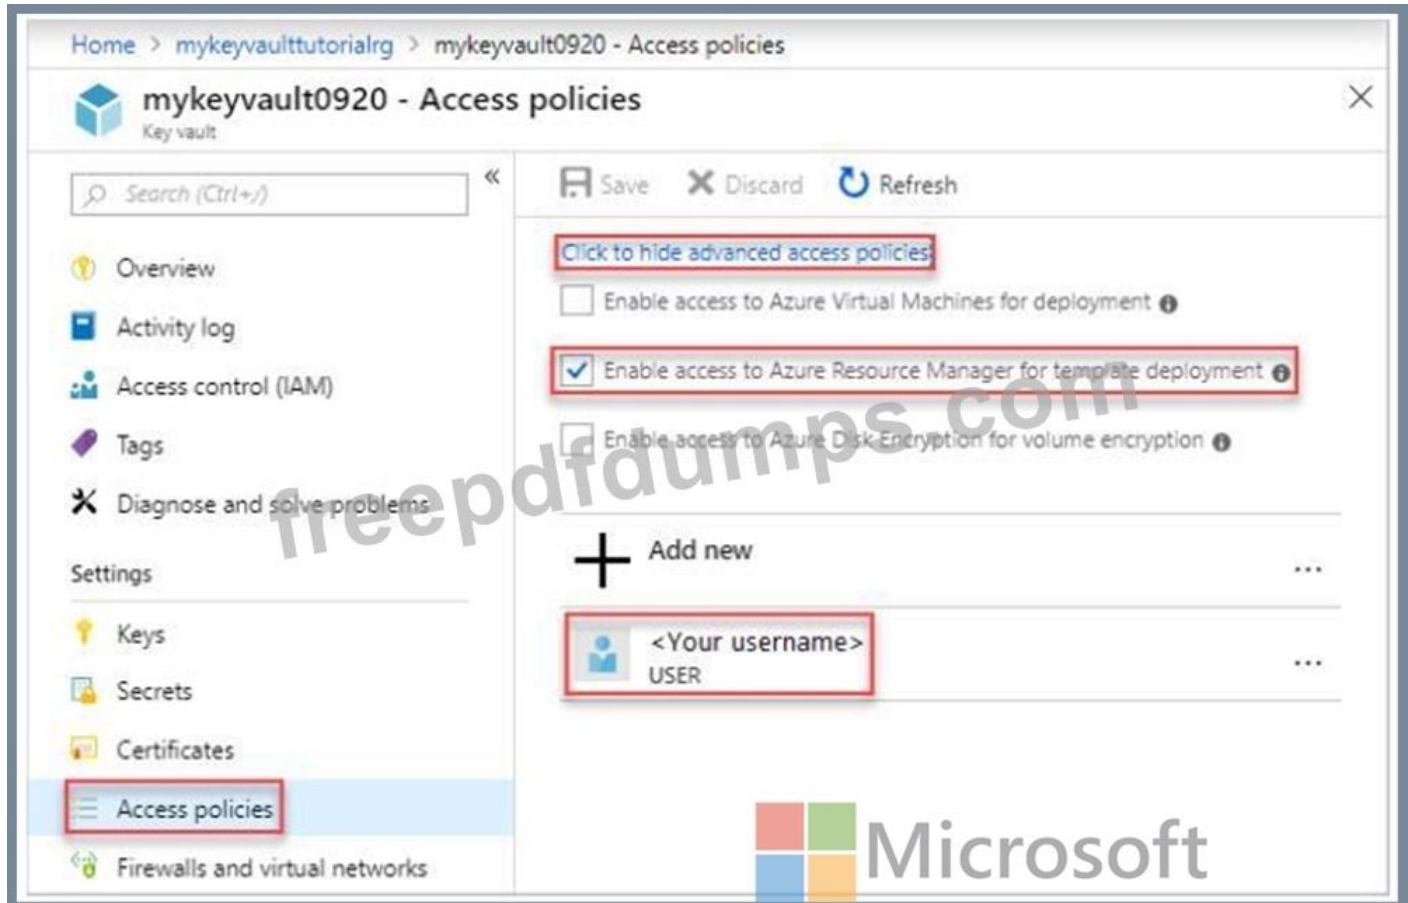 Home > mykeyvaulttutorialrg > mykeyvault0920 - Access policies
mykeyvault0920 - Access policies
Key vault
Search (Ctrl+/)
«
Overview
Activity log
Access control (IAM)
Tags
Diagnose and solve problems
Settings
Keys
Secrets
Certificates
Access policies
Firewalls and virtual networks
Save Discard Refresh
Click to hide advanced access policies
Enable access to Azure Virtual Machines for deployment
Enable access to Azure Resource Manager for template deployment
Enable access to Azure Disk Encryption for volume encryption
Add new
...
<Your username>
USER
...
freepdfdumps.com
Microsoft